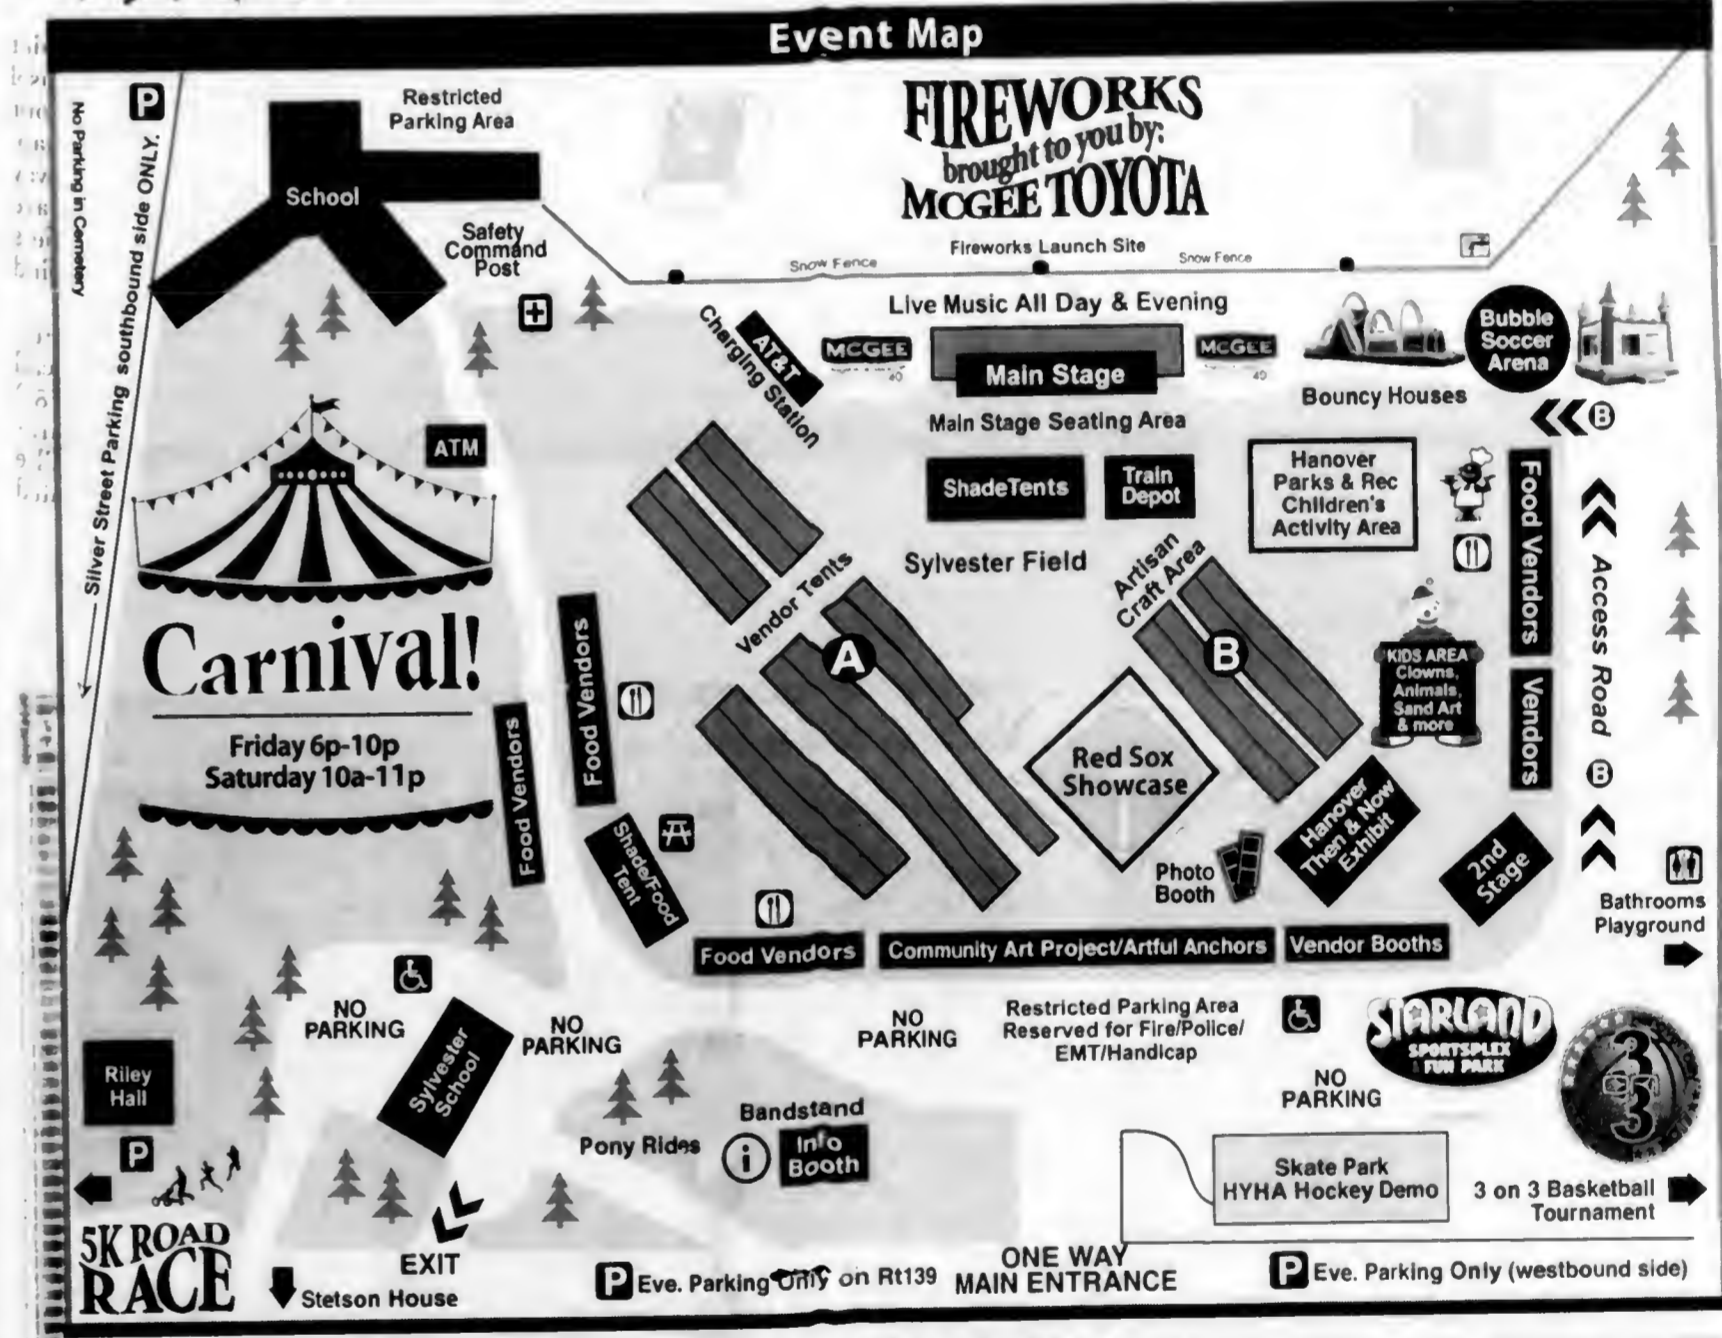 Event Map
P
No Parking in Cemetery
Silver Street Parking southbound side ONLY.
Restricted
Parking Area
School
Safety
Command
Post
FIREWORKS
brought to you by:
MCGEE TOYOTA
Fireworks Launch Site
Snow Fence
Snow Fence
Live Music All Day & Evening
AT&T
Charging Station
MCGEE
40
Main Stage
MCGEE
40
Main Stage Seating Area
Bouncy Houses
Bubble
Soccer
Arena
B
ATM
ShadeTents
Train
Depot
Hanover
Parks & Rec
Children's
Activity Area
Food Vendors
Access Road
B
Sylvester Field
Vendor Tents
Artisan
Craft Area
A
B
KIDS AREA
Clowns,
Animals,
Sand Art
& more
Vendors
Carnival!
Friday 6p-10p
Saturday 10a-11p
Food Vendors
Food Vendors
Shade/Food
Tent
Red Sox
Showcase
Photo
Booth
Hanover
Then & Now
Exhibit
2nd
Stage
Bathrooms
Playground
Food Vendors
Community Art Project/Artful Anchors
Vendor Booths
NO
PARKING
NO
PARKING
NO
PARKING
Restricted Parking Area
Reserved for Fire/Police/
EMT/Handicap
STARLAND
SPORTSPLEX
& FUN PARK
NO
PARKING
3
3
Riley
Hall
Sylvester
School
P
Pony Rides
Bandstand
i
Info
Booth
Skate Park
HYHA Hockey Demo
3 on 3 Basketball
Tournament
5K ROAD
RACE
EXIT
Stetson House
P Eve. Parking Only on Rt139
ONE WAY
MAIN ENTRANCE
P Eve. Parking Only (westbound side)